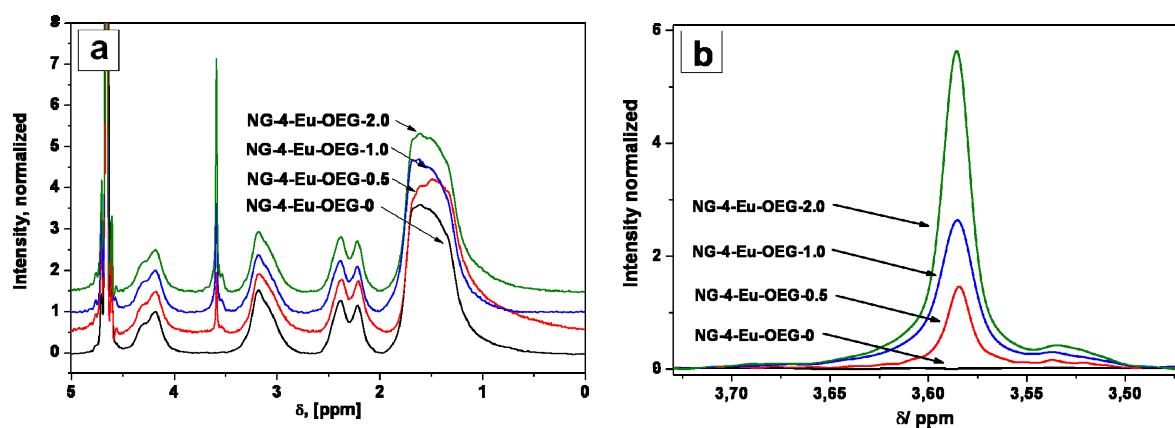 a
Intensity, normalized
8
7
6
5
4
3
2
1
0
NG-4-Eu-OEG-2.0
NG-4-Eu-OEG-1.0
NG-4-Eu-OEG-0.5
NG-4-Eu-OEG-0
5 4 3 2 1 0
δ, [ppm]
b
Intensity normalized
6
4
2
0
NG-4-Eu-OEG-2.0
NG-4-Eu-OEG-1.0
NG-4-Eu-OEG-0.5
NG-4-Eu-OEG-0
3,70 3,65 3,60 3,55 3,50
δ/ ppm